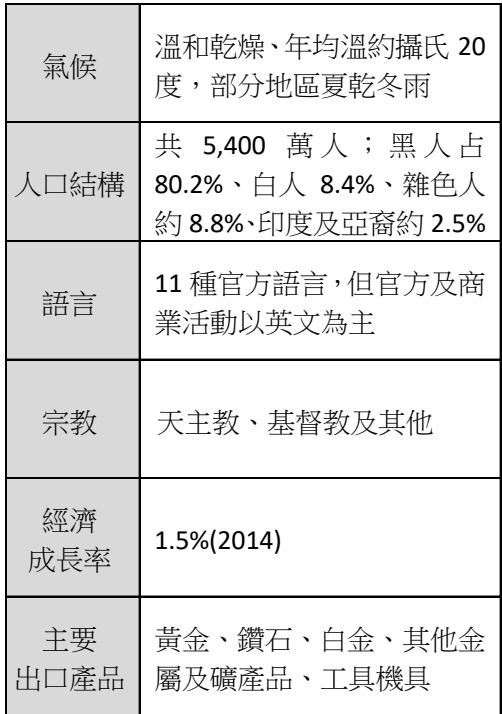 氣候
溫和乾燥、年均溫約攝氏 20
度，部分地區夏乾冬雨
人口結構
共 5,400 萬人；黑人占
80.2%、白人 8.4%、雜色人
約 8.8%、印度及亞裔約 2.5%
語言
11 種官方語言，但官方及商
業活動以英文為主
宗教
天主教、基督教及其他
經濟
成長率
1.5%(2014)
主要
出口產品
黃金、鑽石、白金、其他金
屬及礦產品、工具機具